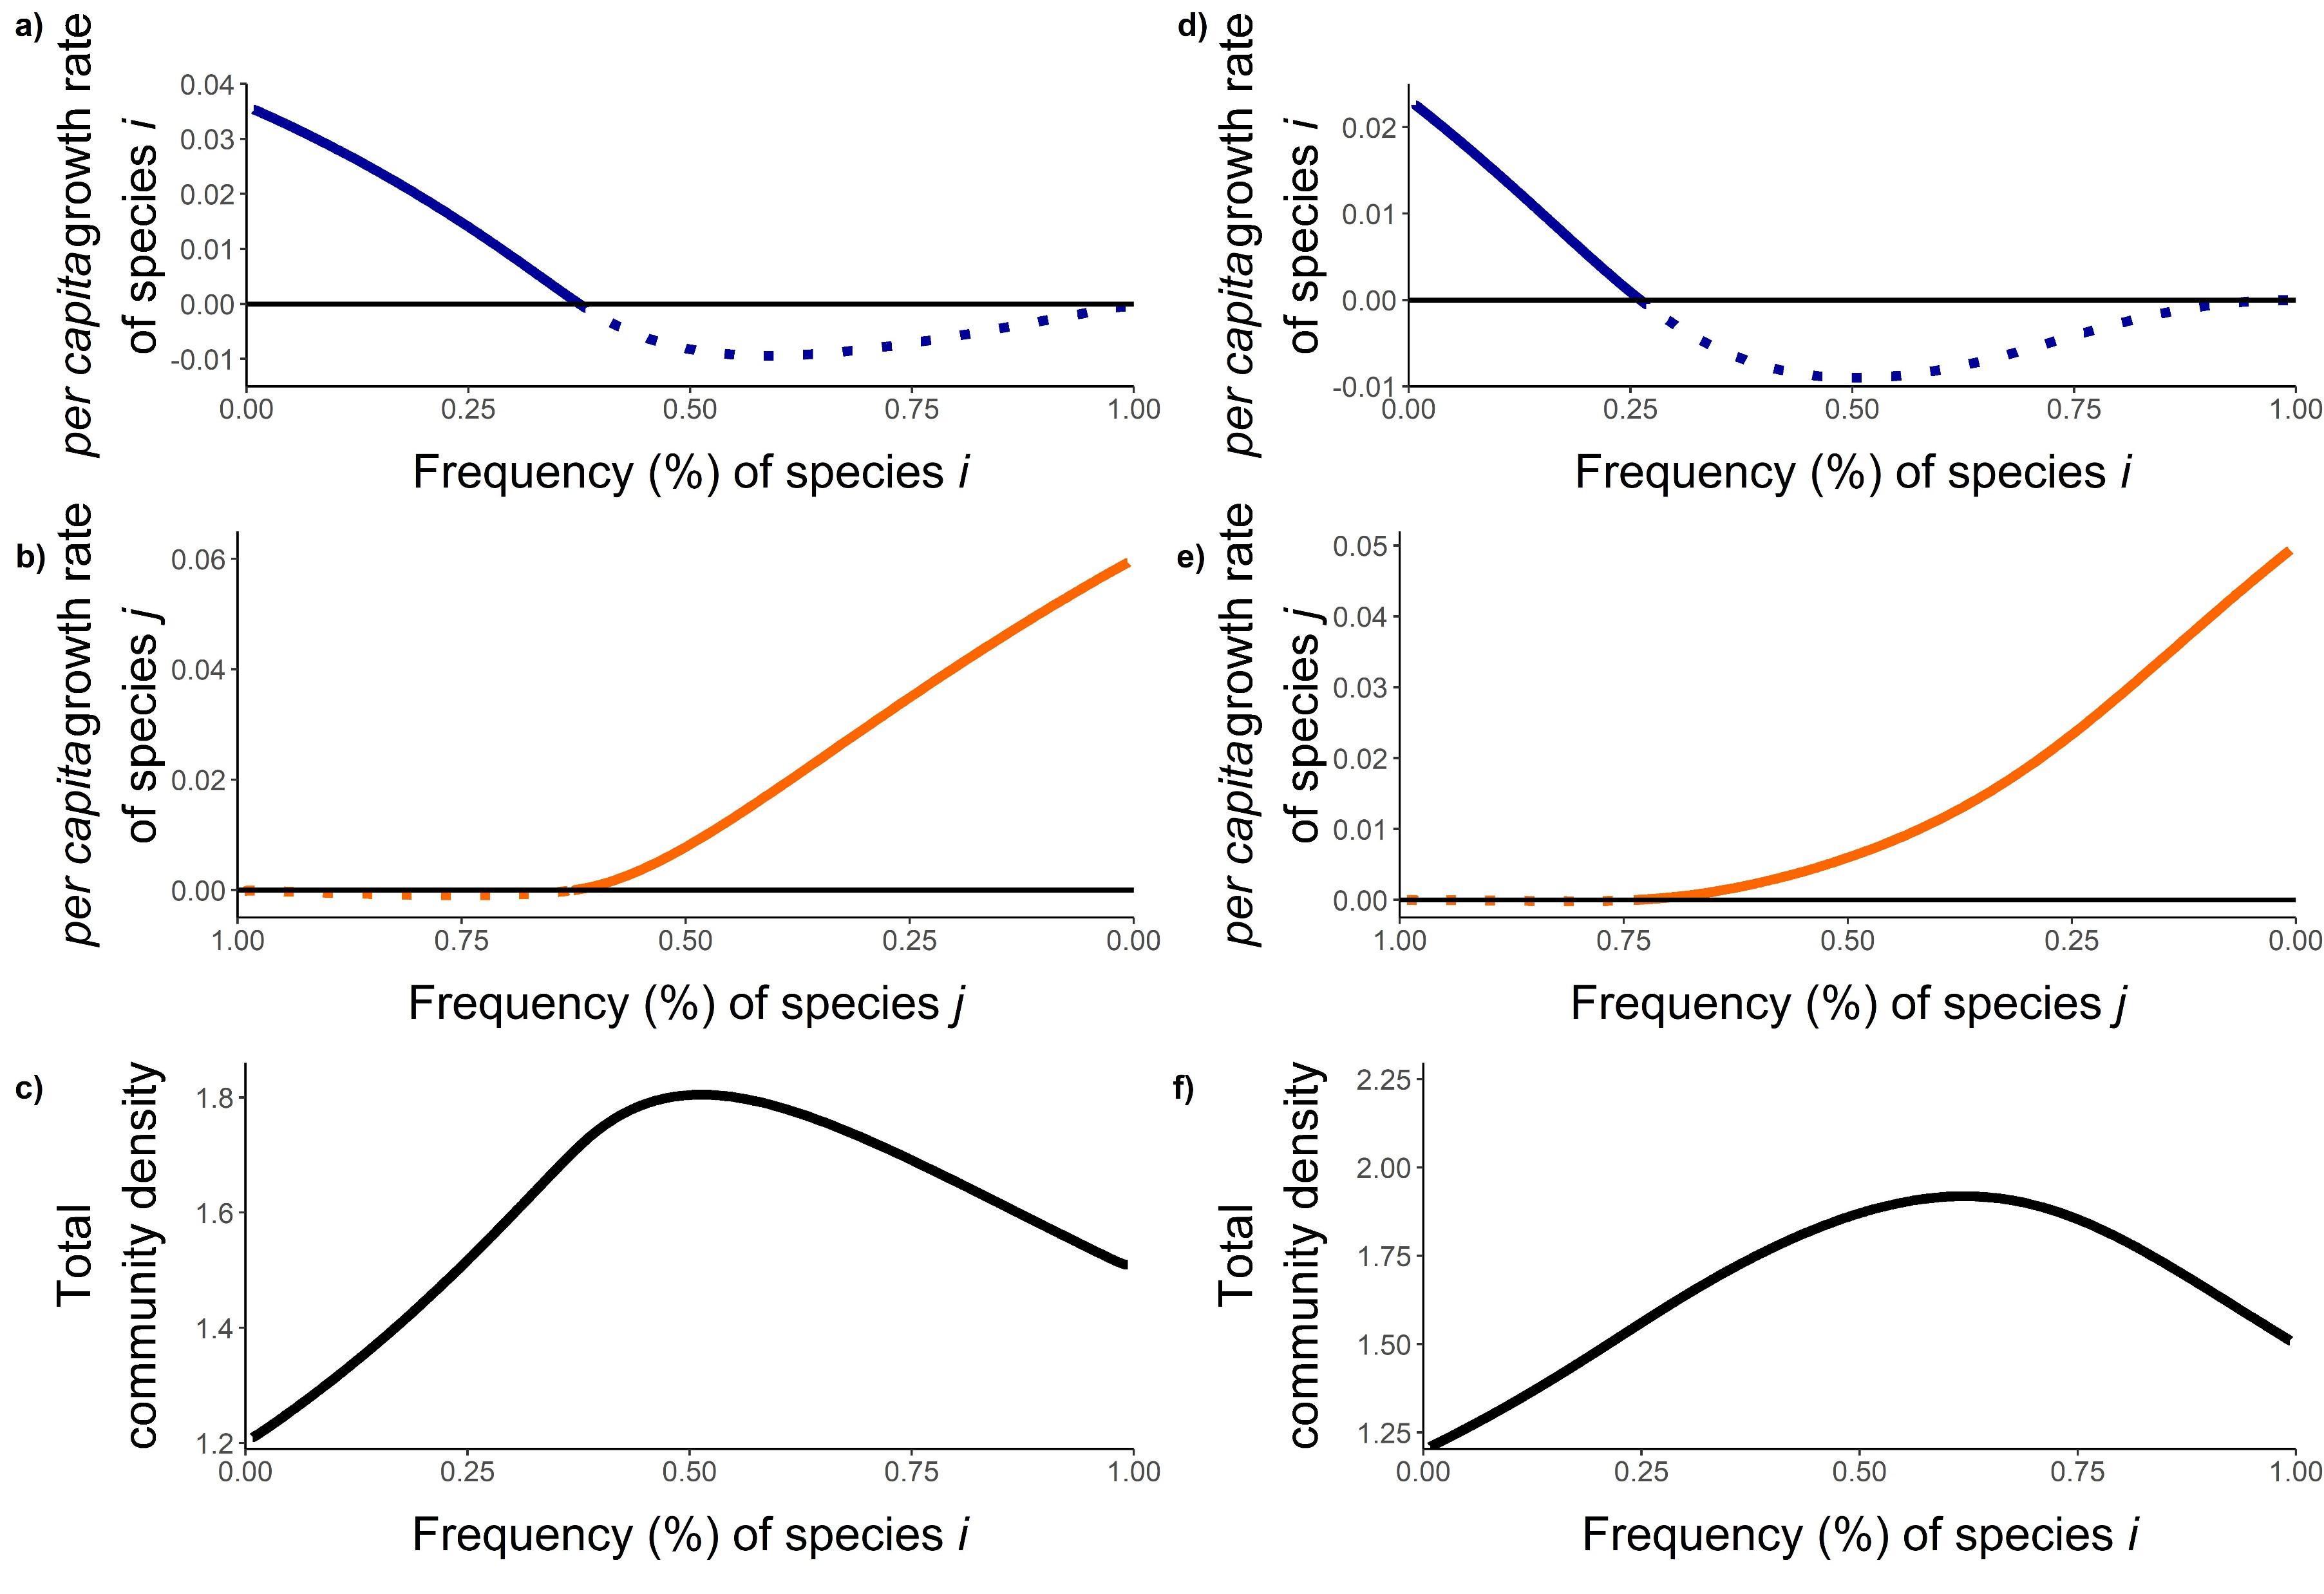 a)
per capitagrowth rate
of species i
0.04
0.03
0.02
0.01
0.00
-0.01
0.00 0.25 0.50 0.75 1.00
Frequency (%) of species i
d)
per capitagrowth rate
of species i
0.02
0.01
0.00
-0.01
0.00 0.25 0.50 0.75 1.00
Frequency (%) of species i
b)
per capitagrowth rate
of species j
0.06
0.04
0.02
0.00
1.00 0.75 0.50 0.25 0.00
Frequency (%) of species j
e)
per capitagrowth rate
of species j
0.05
0.04
0.03
0.02
0.01
0.00
1.00 0.75 0.50 0.25 0.00
Frequency (%) of species j
c)
Total
community density
1.8
1.6
1.4
1.2
0.00 0.25 0.50 0.75 1.00
Frequency (%) of species i
f)
Total
community density
2.25
2.00
1.75
1.50
1.25
0.00 0.25 0.50 0.75 1.00
Frequency (%) of species i